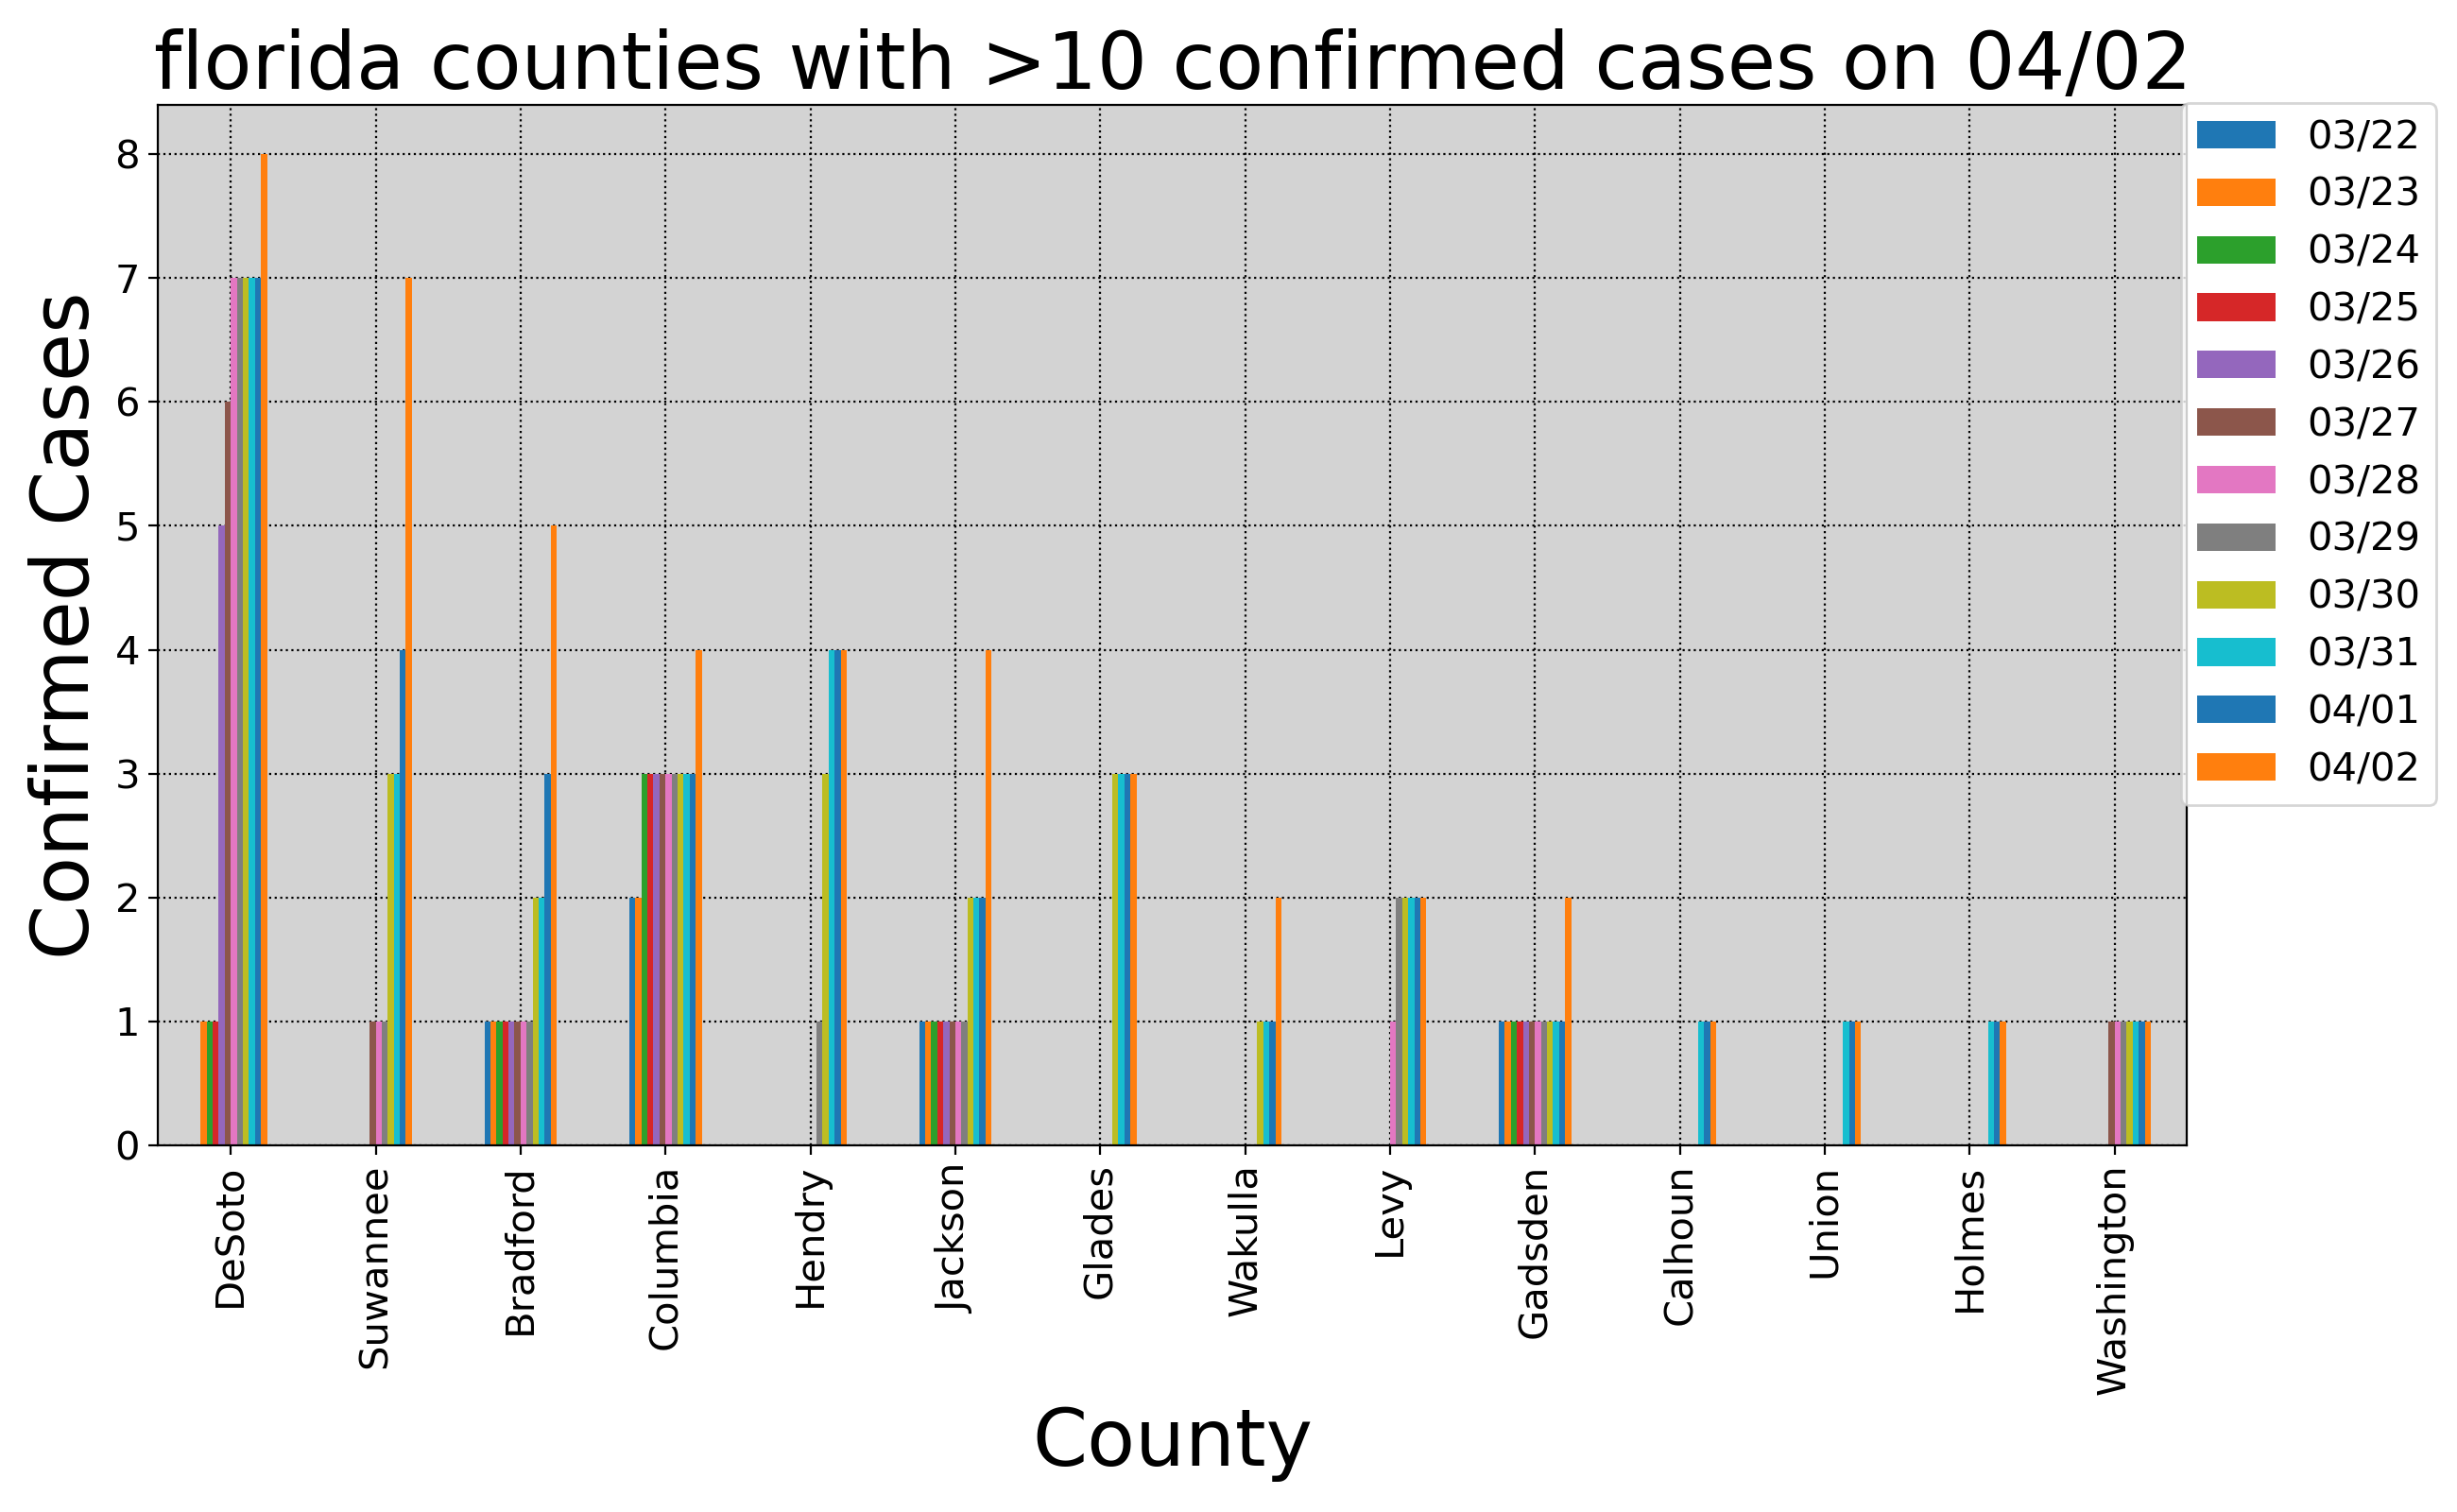 florida counties with >10 confirmed cases on 04/02
Confirmed Cases
8
7
6
5
4
3
2
1
0
03/22
03/23
03/24
03/25
03/26
03/27
03/28
03/29
03/30
03/31
04/01
04/02
DeSoto
Suwannee
Bradford
Columbia
Hendry
Jackson
Glades
Wakulla
Levy
Gadsden
Calhoun
Union
Holmes
Washington
County